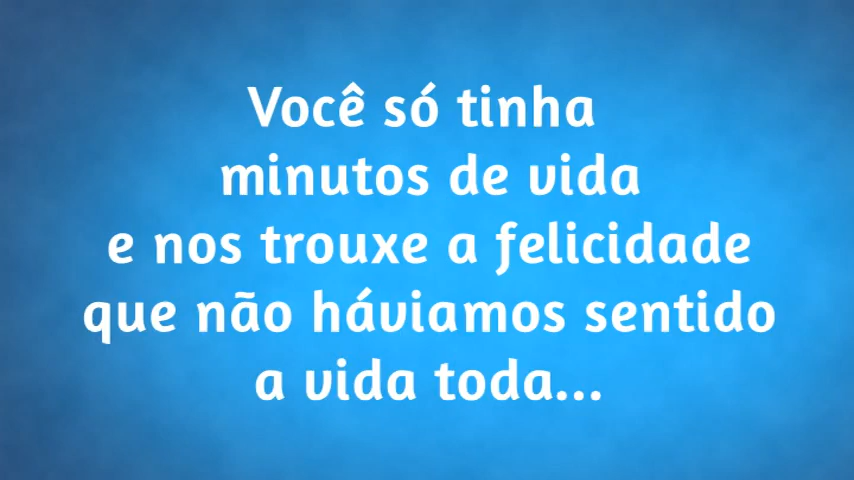 Você só tinha
minutos de vida
e nos trouxe a felicidade
que não háviamos sentido
a vida toda...